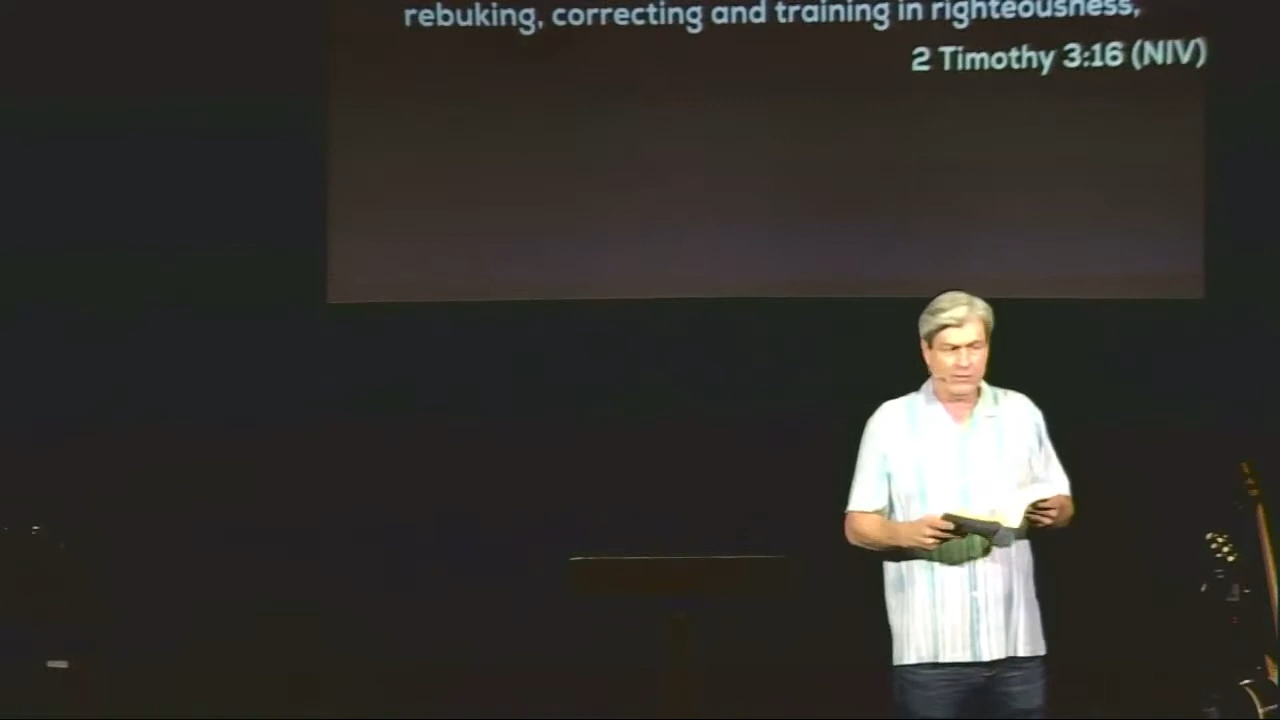 rebuking, correcting and training in righteousness,
2 Timothy 3:16 (NIV)